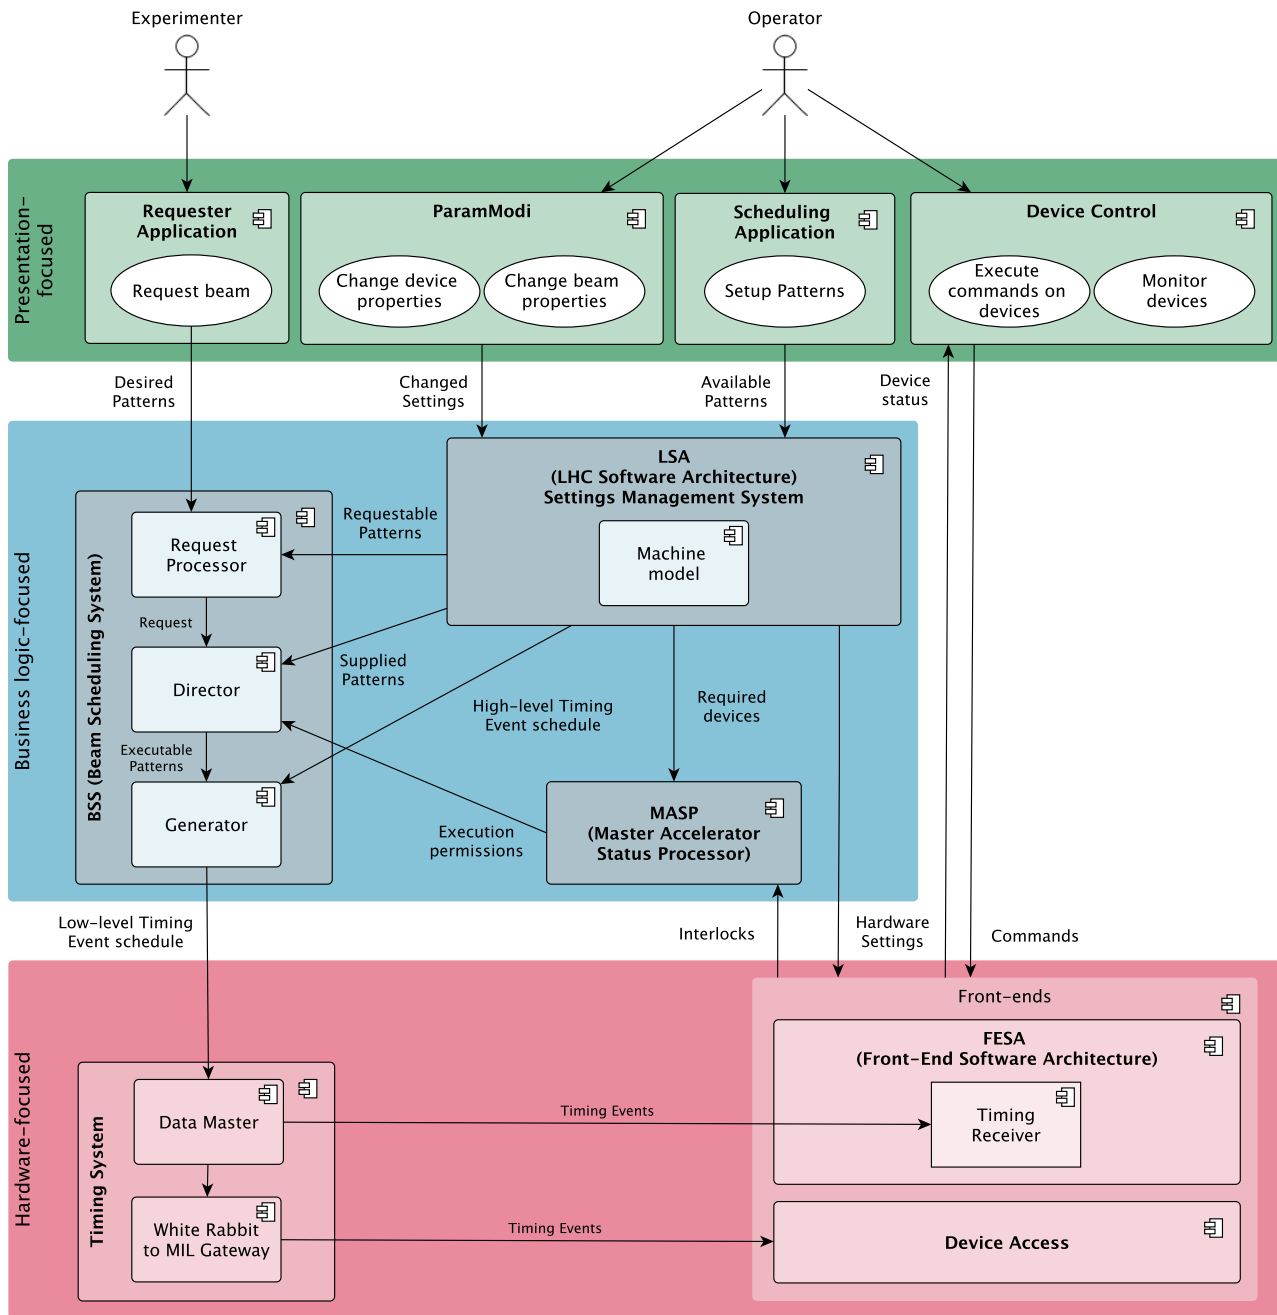 Experimenter
Operator
Presentation-
focused
Requester
Application
Request beam
ParamModi
Change device
properties
Change beam
properties
Scheduling
Application
Setup Patterns
Device Control
Execute
commands on
devices
Monitor
devices
Desired
Patterns
Changed
Settings
Available
Patterns
Device
status
Business logic-focused
LSA
(LHC Software Architecture)
Settings Management System
Machine
model
BSS (Beam Scheduling System)
Request
Processor
Requestable
Patterns
Request
Director
Supplied
Patterns
High-level Timing
Event schedule
Required
devices
Executable
Patterns
Generator
Execution
permissions
MASP
(Master Accelerator
Status Processor)
Low-level Timing
Event schedule
Interlocks
Hardware
Settings
Commands
Hardware-focused
Front-ends
FESA
(Front-End Software Architecture)
Timing
Receiver
Timing System
Data Master
Timing Events
White Rabbit
to MIL Gateway
Timing Events
Device Access